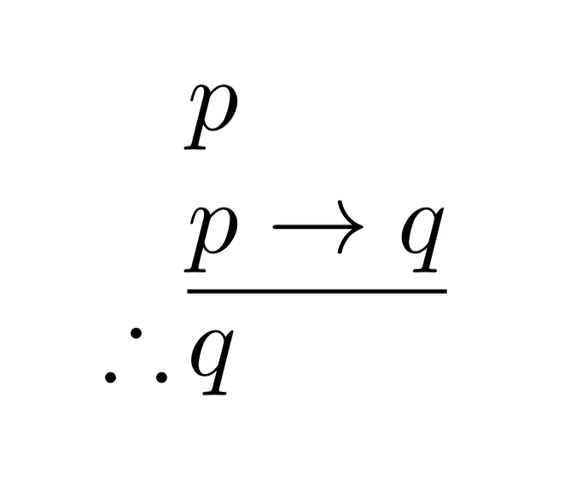 p
p → q
∴ q